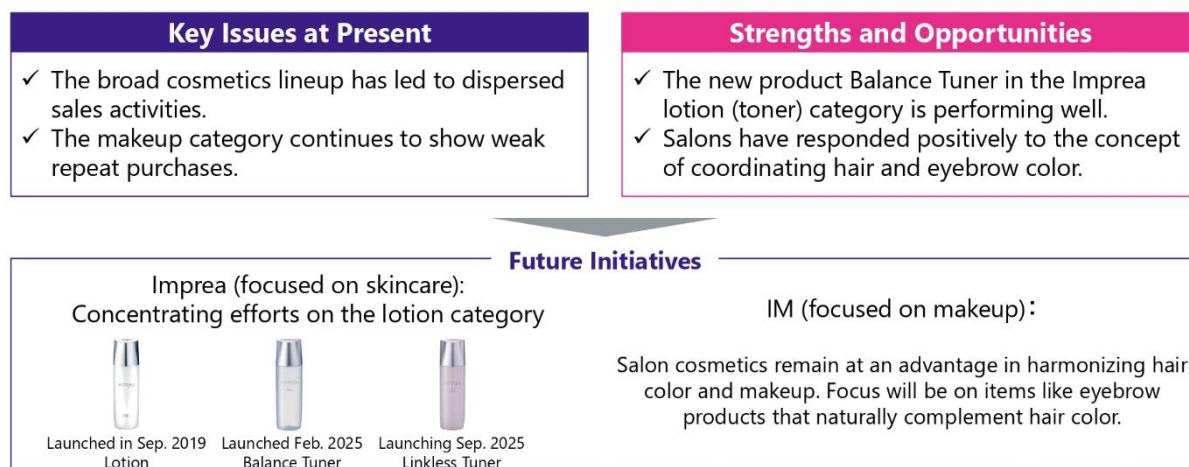 Key Issues at Present
✓ The broad cosmetics lineup has led to dispersed
sales activities.
✓ The makeup category continues to show weak
repeat purchases.
Strengths and Opportunities
✓ The new product Balance Tuner in the Imprea
lotion (toner) category is performing well.
✓ Salons have responded positively to the concept
of coordinating hair and eyebrow color.
Future Initiatives
Imprea (focused on skincare):
Concentrating efforts on the lotion category
Launched in Sep. 2019
Lotion
Launched Feb. 2025
Balance Tuner
Launching Sep. 2025
Linkless Tuner
IM (focused on makeup):
Salon cosmetics remain at an advantage in harmonizing hair
color and makeup. Focus will be on items like eyebrow
products that naturally complement hair color.